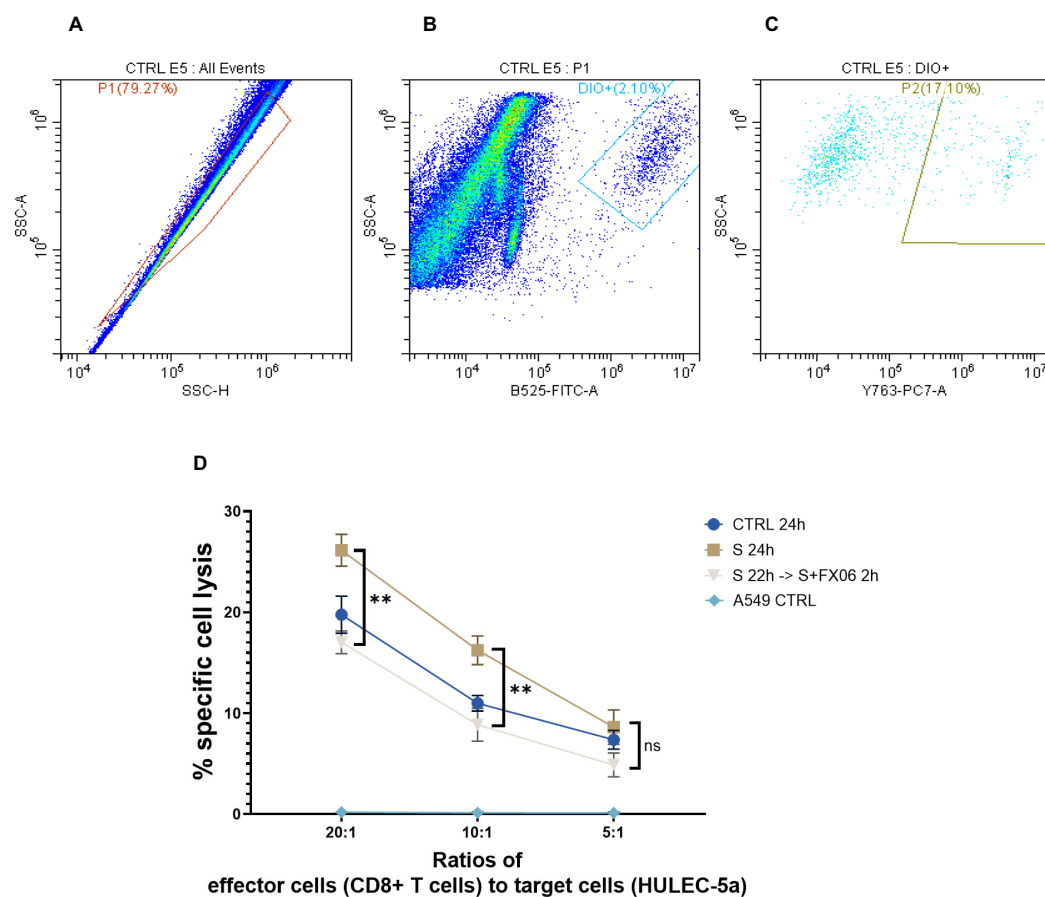 A
CTRL E5 : All Events
P1(79.27%)
SSC-A
10^6
10^5
10^4
10^5
10^6
SSC-H
B
CTRL E5 : P1
DIO+(2.10%)
SSC-A
10^6
10^5
10^4
10^5
10^6
10^7
B525-FITC-A
C
CTRL E5 : DIO+
P2(17.10%)
SSC-A
10^6
10^5
10^4
10^5
10^6
10^7
Y763-PC7-A
D
% specific cell lysis
30
20
10
0
**
**
ns
20:1
10:1
5:1
Ratios of
effector cells (CD8+ T cells) to target cells (HULEC-5a)
CTRL 24h
S 24h
S 22h -> S+FX06 2h
A549 CTRL